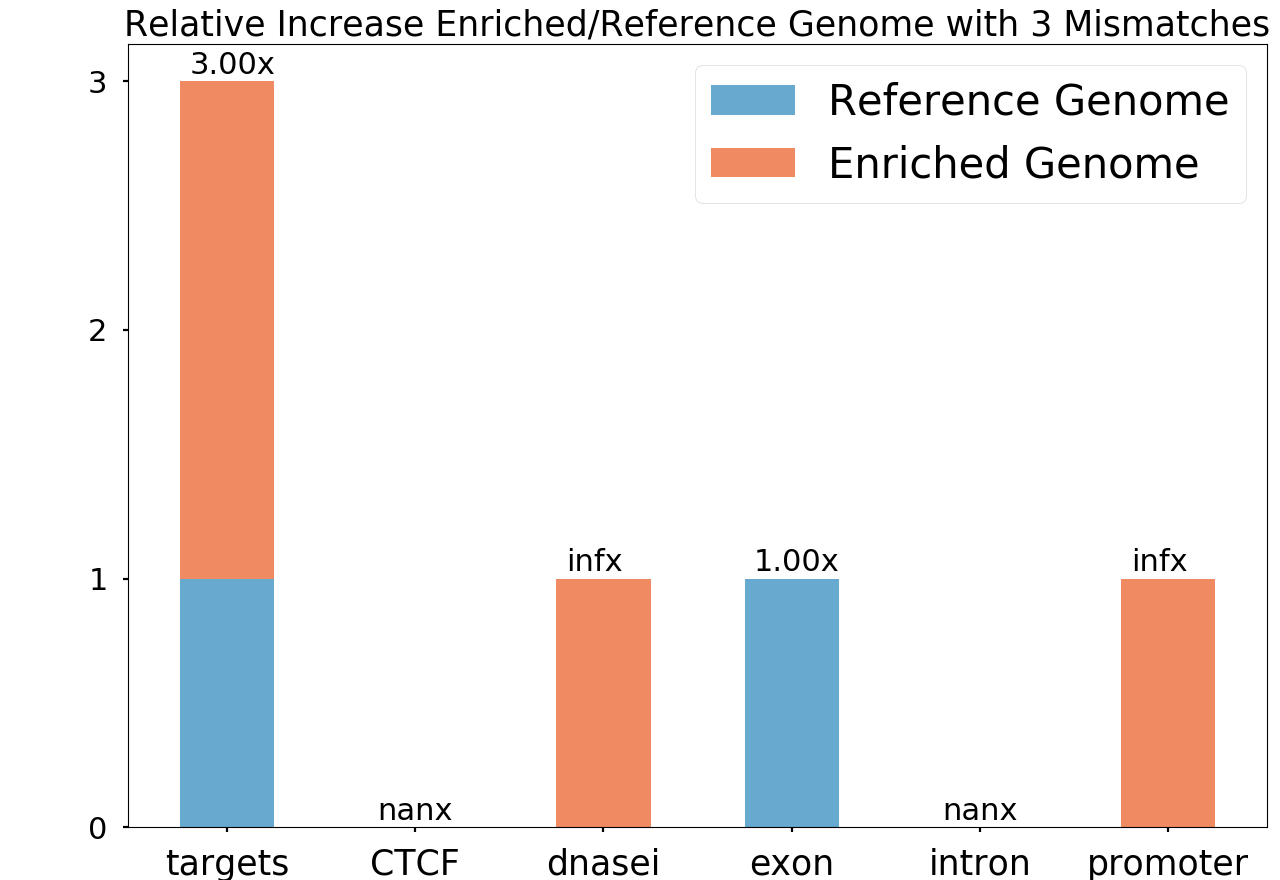 Relative Increase Enriched/Reference Genome with 3 Mismatches
3.00x
Reference Genome
Enriched Genome
3
2
1
0
infx
1.00x
infx
nanx
nanx
targets
CTCF
dnasei
exon
intron
promoter